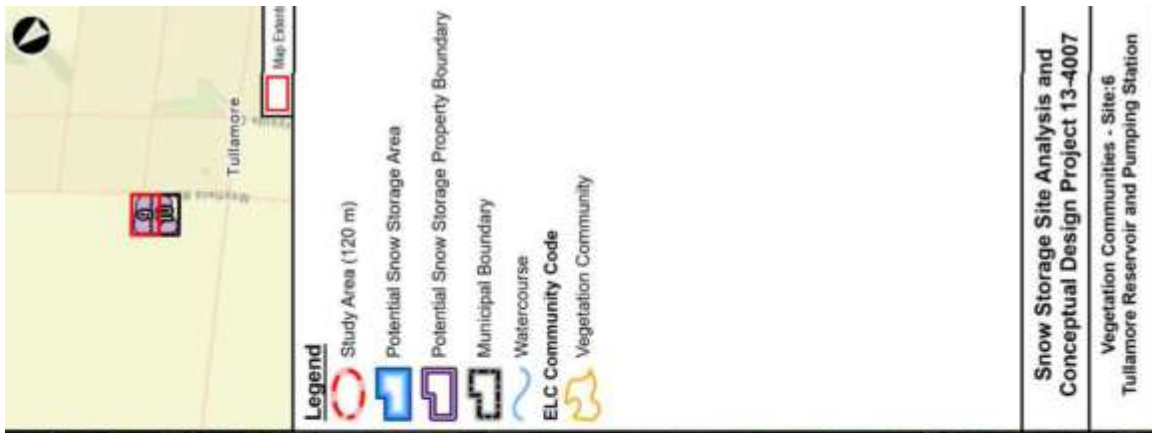 Tullamore
Map Extent
Legend
Study Area (120 m)
Potential Snow Storage Area
Potential Snow Storage Property Boundary
Municipal Boundary
Watercourse
ELC Community Code
Vegetation Community
Snow Storage Site Analysis and
Conceptual Design Project 13-4007
Vegetation Communities - Site:6
Tullamore Reservoir and Pumping Station